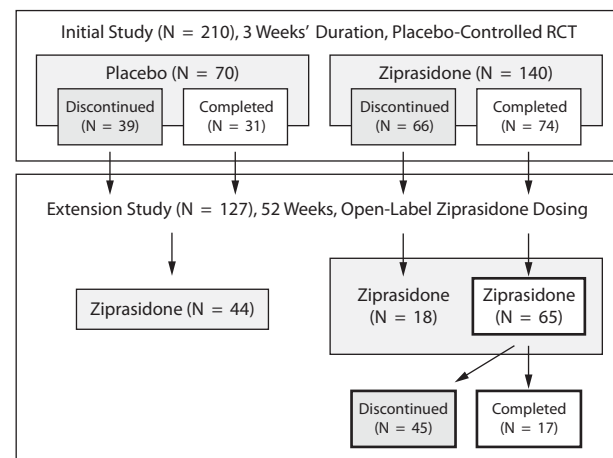 Initial Study (N = 210), 3 Weeks’ Duration, Placebo-Controlled RCT
Placebo (N = 70)
Ziprasidone (N = 140)
Discontinued
(N = 39)
Completed
(N = 31)
Discontinued
(N = 66)
Completed
(N = 74)
Extension Study (N = 127), 52 Weeks, Open-Label Ziprasidone Dosing
Ziprasidone (N = 44)
Ziprasidone
(N = 18)
Ziprasidone
(N = 65)
Discontinued
(N = 45)
Completed
(N = 17)